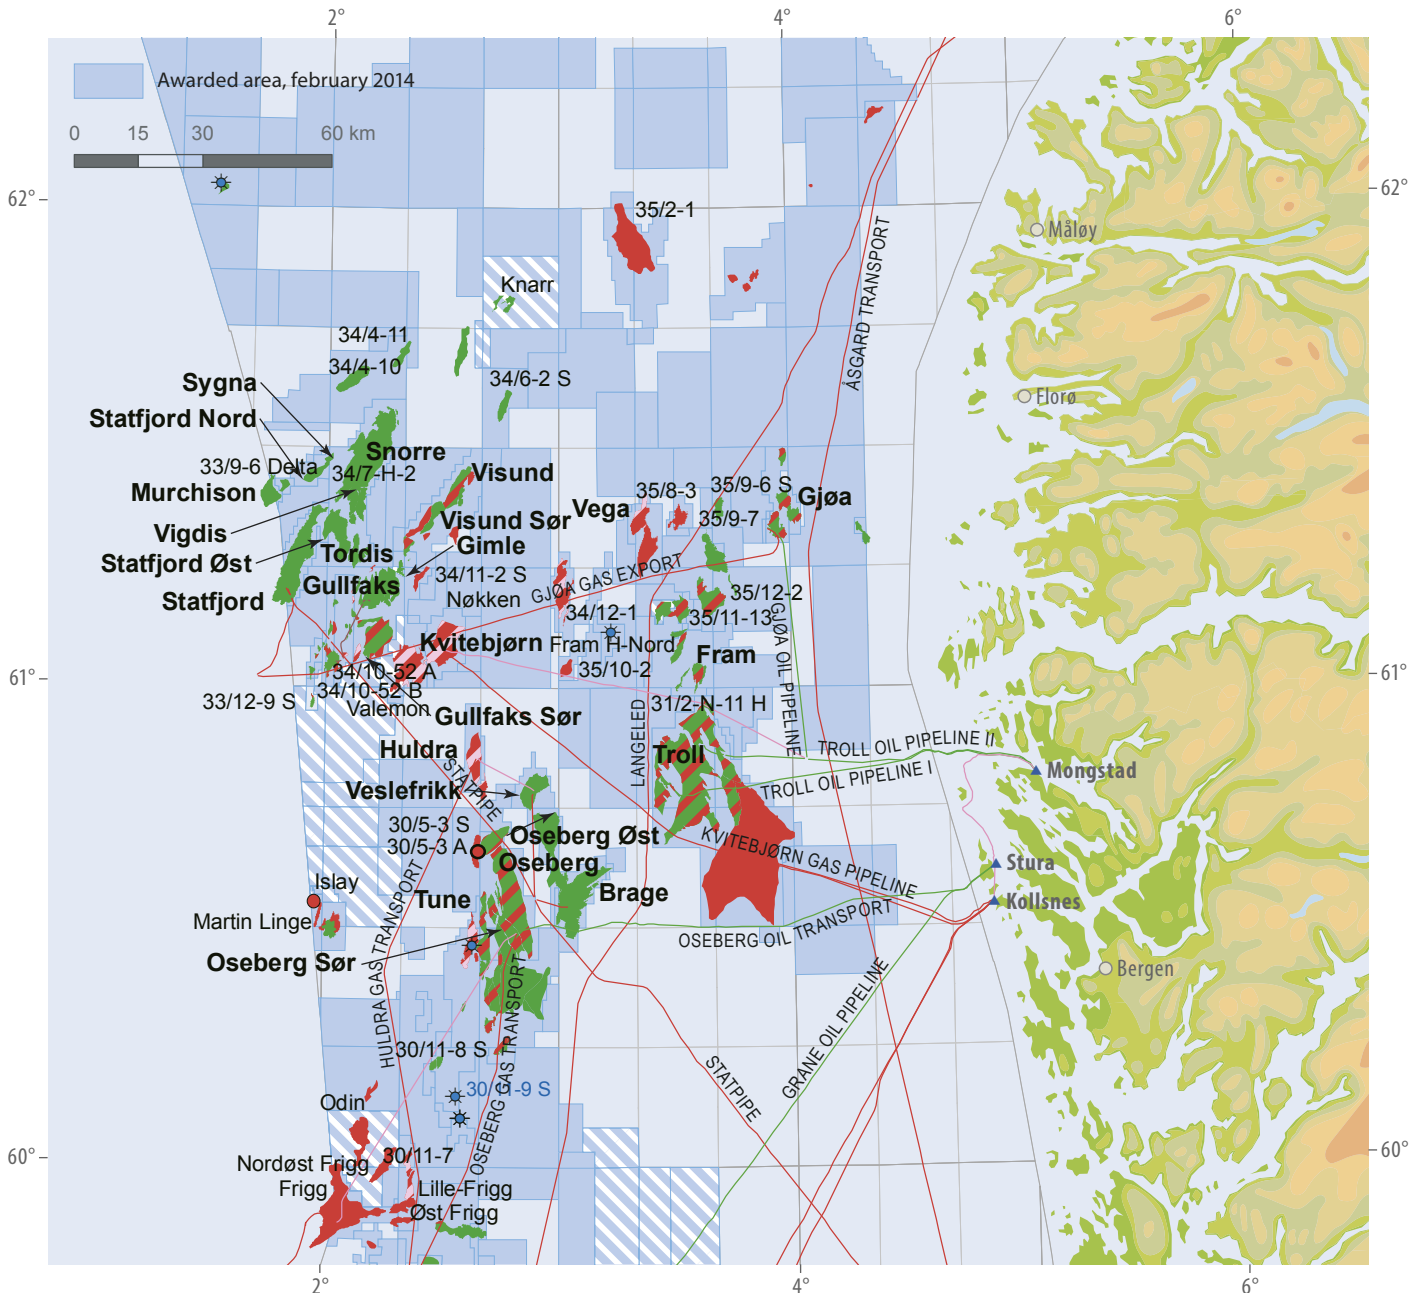 2°
4°
6°
Awarded area, february 2014
0
15
30
60 km
62°
62°
35/2-1
Måløy
ÅSGARD TRANSPORT
Knarr
34/4-11
34/4-10
34/6-2 S
Sygna
Florø
Statfjord Nord
Snorre
33/9-6 Delta
34/7-H-2
Visund
Murchison
35/8-3
35/9-6 S
Gjøa
Vega
Visund Sør
35/9-7
Vigdis
Gimle
Statfjord Øst
Tordis
34/11-2 S
GJØA GAS EXPORT
Gullfaks
Nøkken
Statfjord
35/12-2
34/12-1
35/11-13
GJØA OIL PIPELINE
Kvitebjørn
Fram H-Nord
Fram
61°
61°
34/10-52 A
35/10-2
34/10-52 B
33/12-9 S
Valemon
31/2-N-11 H
Gullfaks Sør
LANGELED
Huldra
Troll
TROLL OIL PIPELINE II
STATPIPE
Mongstad
TROLL OIL PIPELINE I
Veslefrikk
30/5-3 S
Oseberg Øst
30/5-3 A
KVITEBJØRN GAS PIPELINE
Oseberg
Stura
Islay
Tune
Brage
Kollsnes
Martin Linge
HULDRA GAS TRANSPORT
OSEBERG OIL TRANSPORT
Oseberg Sør
Bergen
OSEBERG GAS TRANSPORT
GRANE OIL PIPELINE
30/11-8 S
STATPIPE
30/11-9 S
Odin
60°
60°
30/11-7
Nordøst Frigg
Frigg
Lille-Frigg
Øst Frigg
2°
4°
6°